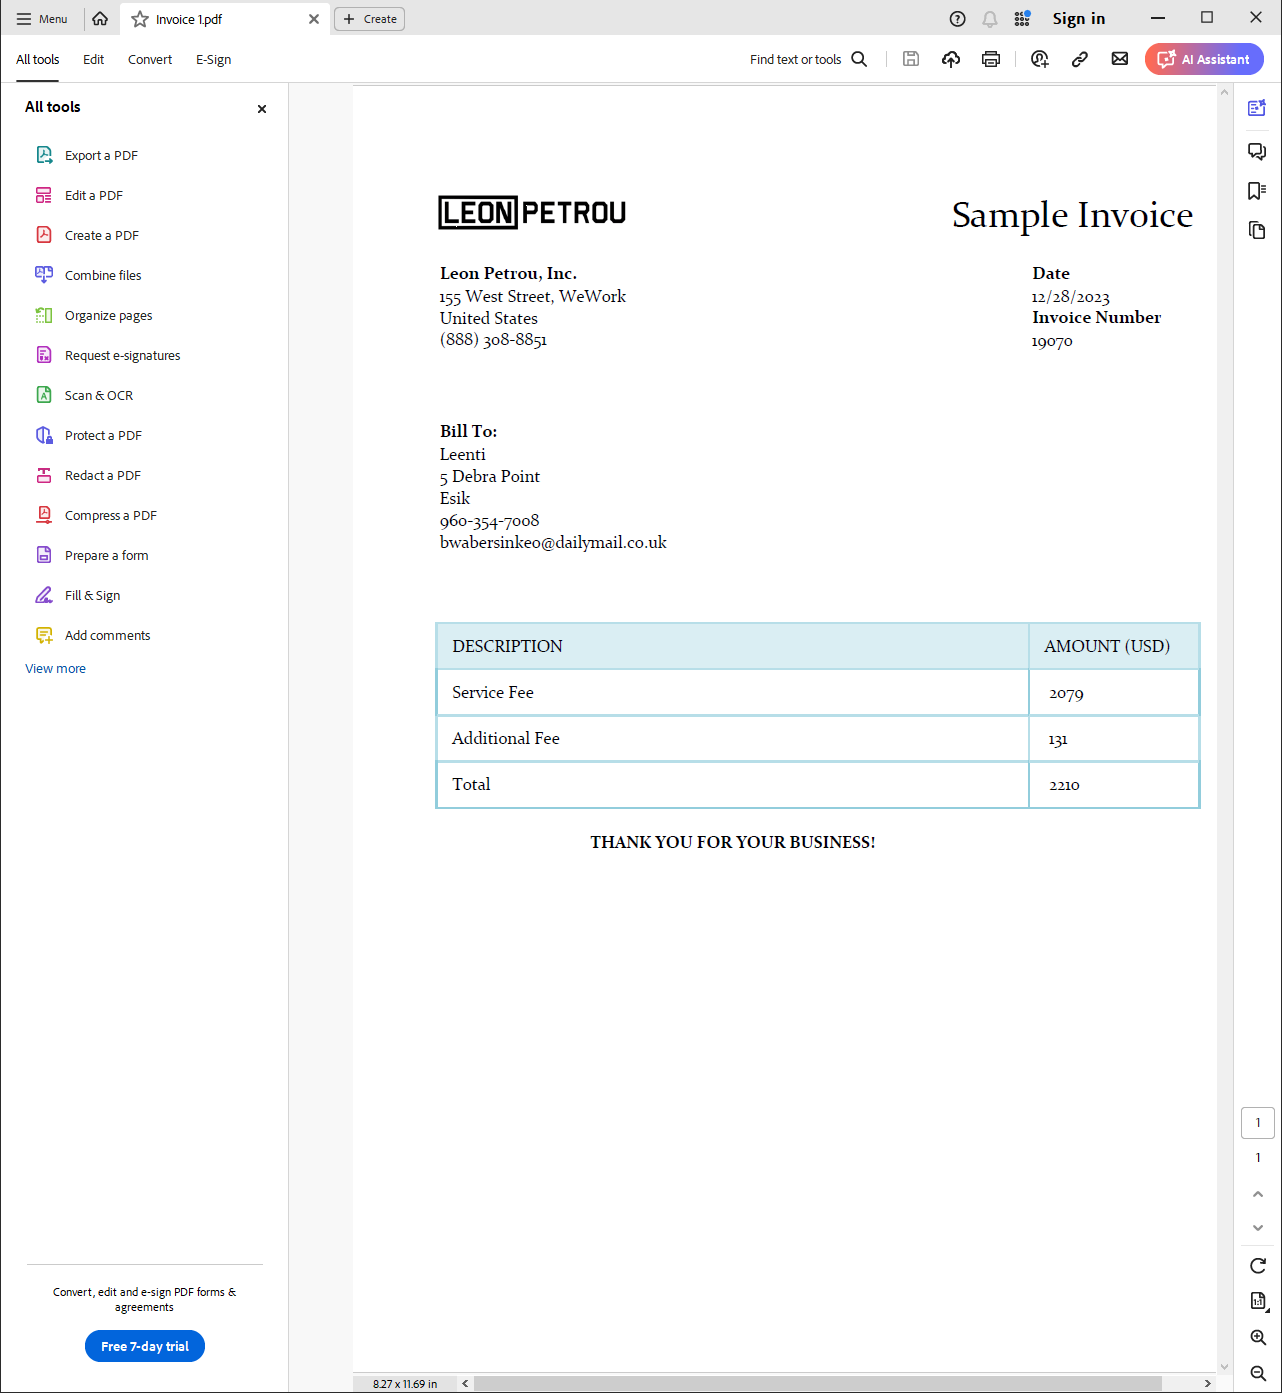 Menu
Invoice 1.pdf
Create
Sign in
All tools
Edit
Convert
E-Sign
Find text or tools
AI Assistant
All tools
Export a PDF
Edit a PDF
Create a PDF
Combine files
Organize pages
Request e-signatures
Scan & OCR
Protect a PDF
Redact a PDF
Compress a PDF
Prepare a form
Fill & Sign
Add comments
View more
Convert, edit and e-sign PDF forms &
agreements
Free 7-day trial
LEON PETROU
Sample Invoice
Leon Petrou, Inc.
155 West Street, WeWork
United States
(888) 308-8851
Date
12/28/2023
Invoice Number
19070
Bill To:
Leenti
5 Debra Point
Esik
960-354-7008
bwabersinke0@dailymail.co.uk
DESCRIPTION AMOUNT (USD)
Service Fee 2079
Additional Fee 131
Total 2210
THANK YOU FOR YOUR BUSINESS!
8.27 x 11.69 in
1
1
1:1